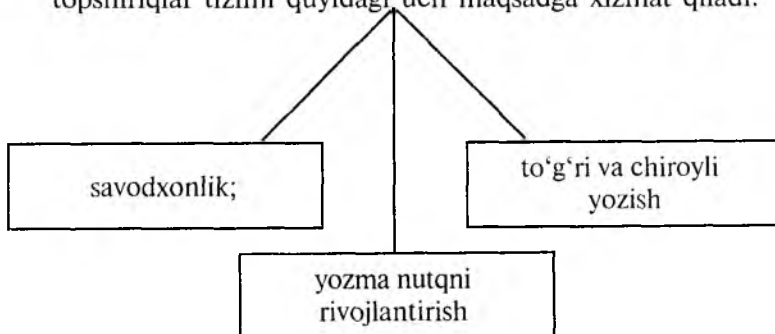 topshiriqlar tizimi quyidagi uch maqsadga xizmat qiladi:
savodxonlik;
to‘g‘ri va chiroyli
yozish
yozma nutqni
rivojlantirish